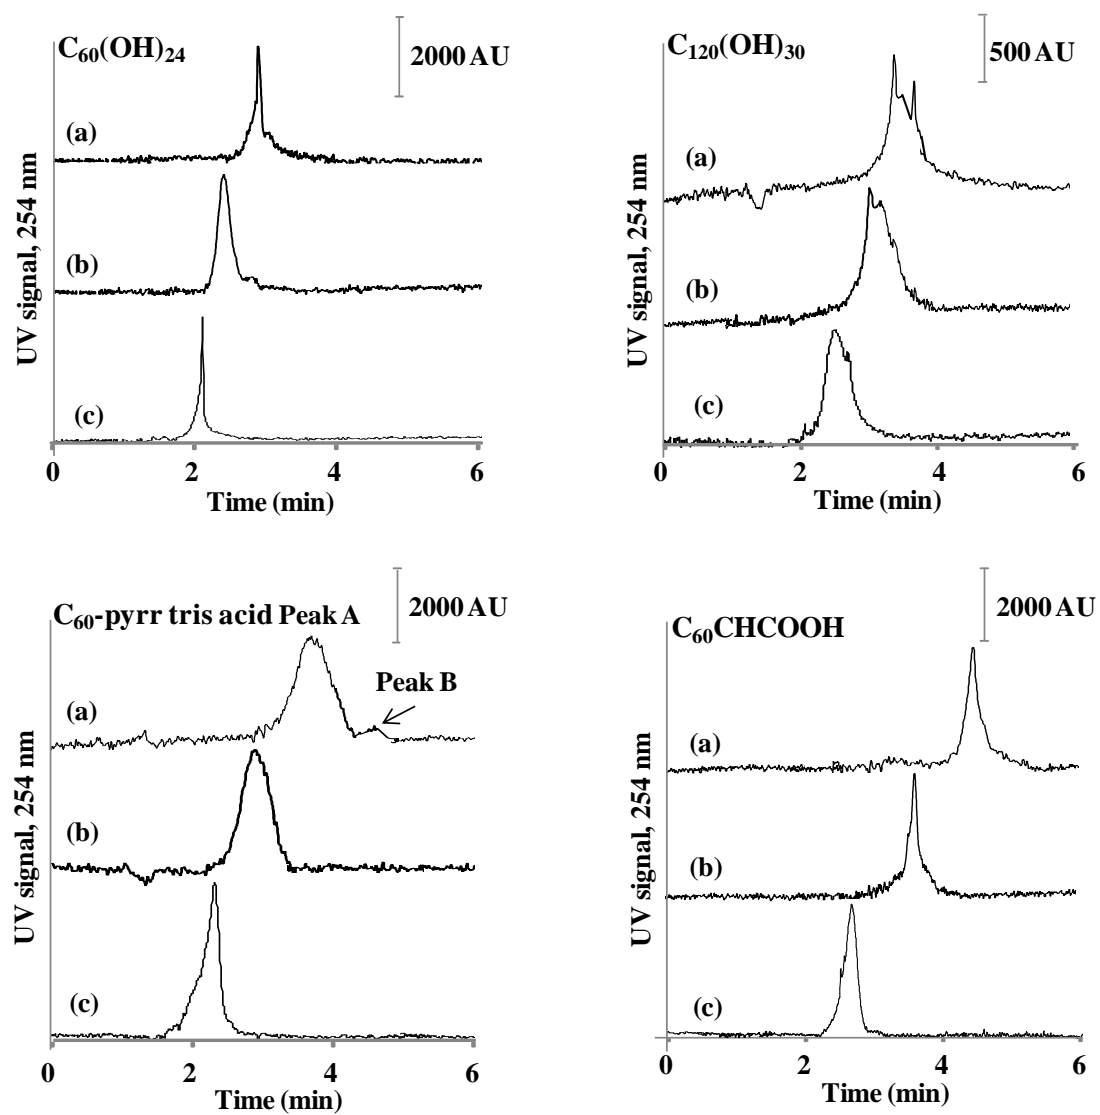 C₆₀(OH)₂₄
2000 AU
(a)
(b)
(c)
UV signal, 254 nm
0 2 4 6
Time (min)
C₁₂₀(OH)₃₀
500 AU
(a)
(b)
(c)
UV signal, 254 nm
0 2 4 6
Time (min)
C₆₀-pyrr tris acid Peak A
2000 AU
Peak B
(a)
(b)
(c)
UV signal, 254 nm
0 2 4 6
Time (min)
C₆₀CHCOOH
2000 AU
(a)
(b)
(c)
UV signal, 254 nm
0 2 4 6
Time (min)